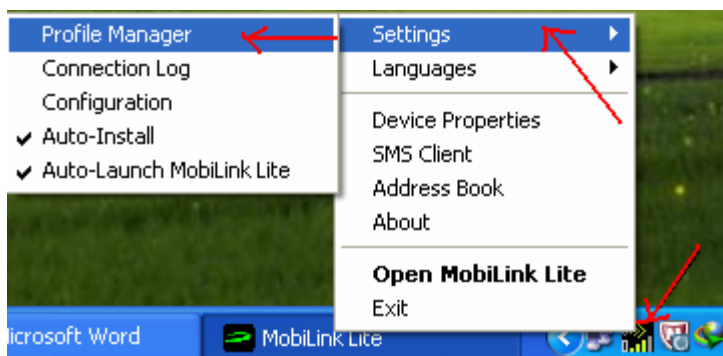 Profile Manager
Connection Log
Configuration
Auto-Install
Auto-Launch MobiLink Lite
Settings
Languages
Device Properties
SMS Client
Address Book
About
Open MobiLink Lite
Exit
icrosoft Word
MobiLink Lite